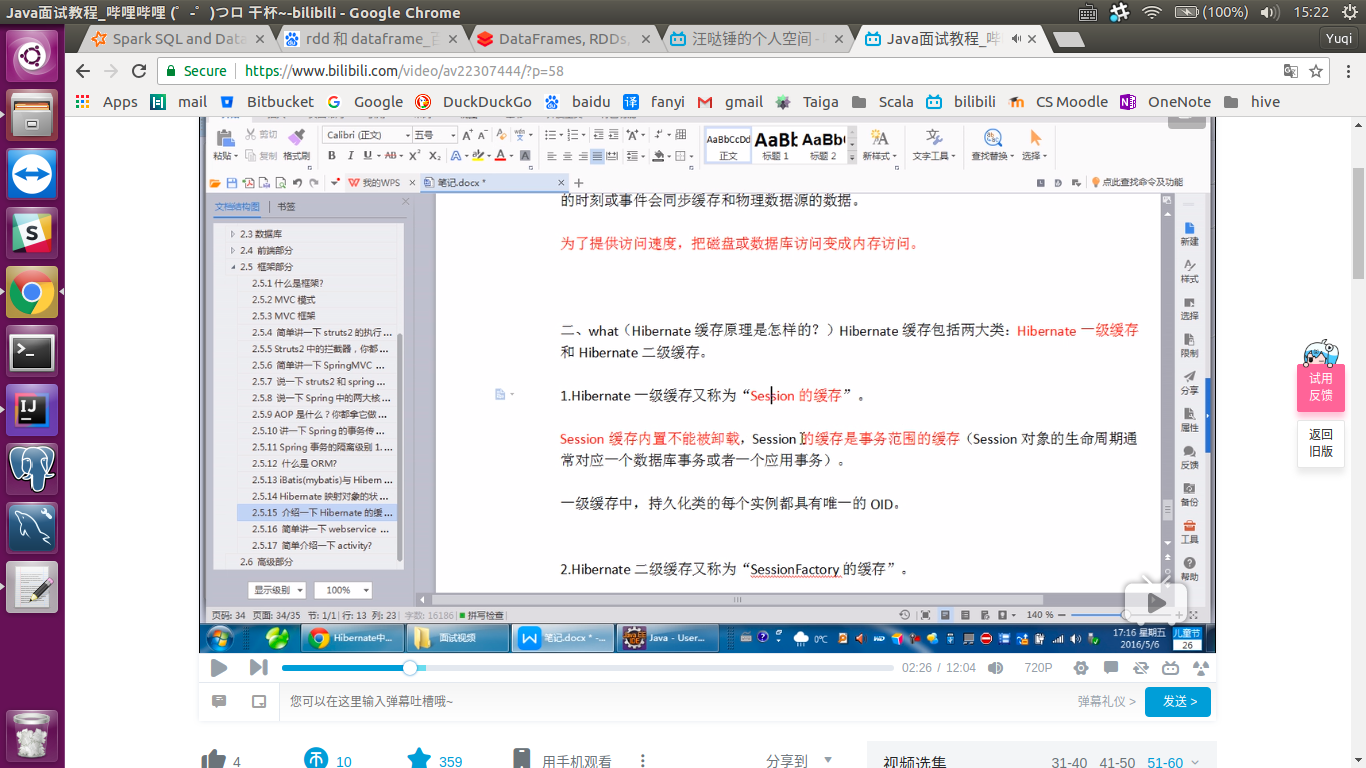 Java面试教程_哔哩哔哩 (゜-゜)つロ 干杯~-bilibili - Google Chrome
(100%)
15:22
Spark SQL and Data
rdd 和 dataframe_百
DataFrames, RDDs,
汪哒锤的个人空间 -
Java面试教程_哔
Yuqi
Secure
https://www.bilibili.com/video/av22307444/?p=58
Apps
mail
Bitbucket
Google
DuckDuckGo
baidu
fanyi
gmail
Taiga
Scala
bilibili
CS Moodle
OneNote
hive
粘贴
剪切
复制
格式刷
Calibri (正文)
五号
AaBbCcDd
正文
AaBb
标题 1
AaBb(
标题 2
新样式
文字工具
查找替换
选择
我的WPS
笔记.docx *
点此查找命令及功能
文档结构图
书签
2.3 数据库
2.4 前端部分
2.5 框架部分
2.5.1 什么是框架?
2.5.2 MVC 模式
2.5.3 MVC 框架
2.5.4 简单讲一下 struts2 的执行 ...
2.5.5 Struts2 中的拦截器，你都 ...
2.5.6 简单讲一下 SpringMVC ...
2.5.7 说一下 struts2 和 spring ...
2.5.8 说一下 Spring 中的两大核 ...
2.5.9 AOP 是什么？你都拿它做 ...
2.5.10 讲一下 Spring 的事务传 ...
2.5.11 Spring 事务的隔离级别 1. ...
2.5.12 什么是 ORM?
2.5.13 iBatis(mybatis)与 Hibern ...
2.5.14 Hibernate 映射对象的状 ...
2.5.15 介绍一下 Hibernate 的缓 ...
2.5.16 简单讲一下 webservice ...
2.5.17 简单介绍一下 activity?
2.6 高级部分
显示级别
100%
的时刻或事件会同步缓存和物理数据源的数据。
为了提供访问速度，把磁盘或数据库访问变成内存访问。
二、what（Hibernate 缓存原理是怎样的？）Hibernate 缓存包括两大类：Hibernate 一级缓存
和 Hibernate 二级缓存。
1.Hibernate 一级缓存又称为“Session 的缓存”。
Session 缓存内置不能被卸载，Session 的缓存是事务范围的缓存（Session 对象的生命周期通
常对应一个数据库事务或者一个应用事务）。
一级缓存中，持久化类的每个实例都具有唯一的 OID。
2.Hibernate 二级缓存又称为“SessionFactory 的缓存”。
新建
样式
选择
限制
分享
属性
反馈
备份
工具
帮助
页码: 34 页面: 34/35 节: 1/1 行: 13 列: 23 字数: 16186 拼写检查
140 %
Hibernate中...
面试视频
笔记.docx * -...
Java - User...
0℃
17:16 星期五
2016/5/6
儿童节
26
02:26 / 12:04
720P
您可以在这里输入弹幕吐槽哦~
弹幕礼仪 >
发送 >
4
10
359
用手机观看
分享到
视频选集
31-40
41-50
51-60
试用
反馈
返回
旧版